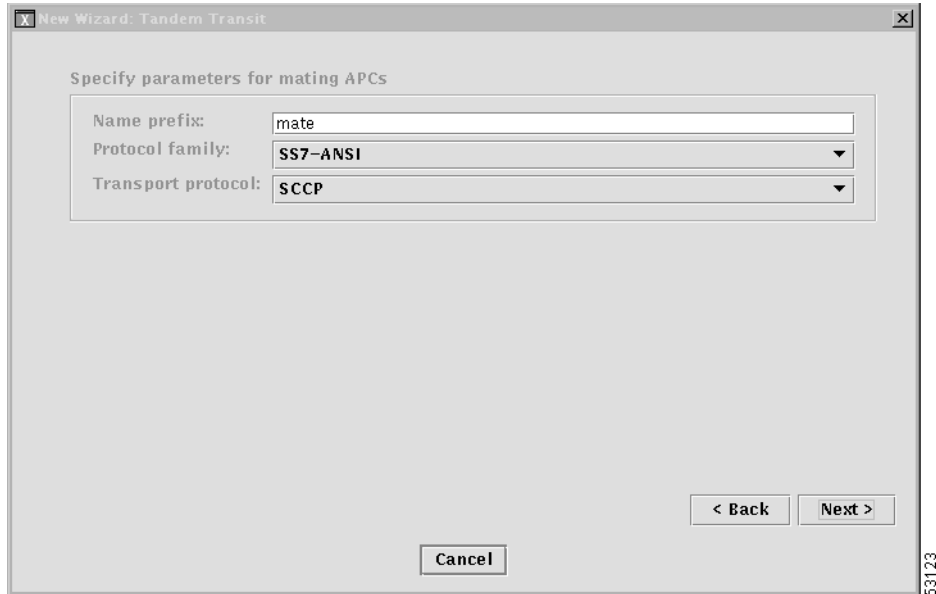 X New Wizard: Tandem Transit X
Specify parameters for mating APCs
Name prefix: mate
Protocol family: SS7-ANSI
Transport protocol: SCCP
< Back Next >
Cancel
53123